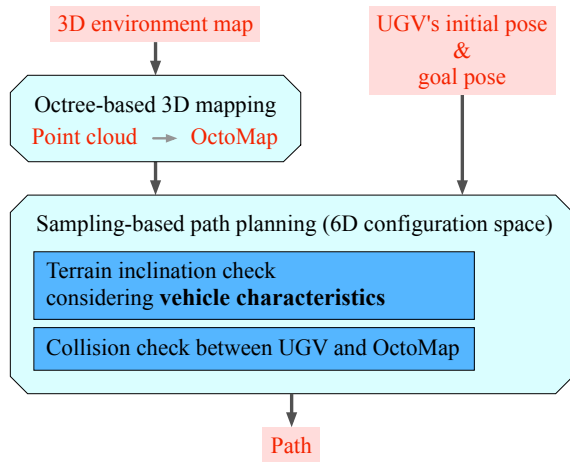 3D environment map
UGV's initial pose
&
goal pose
Octree-based 3D mapping
Point cloud → OctoMap
Sampling-based path planning (6D configuration space)
Terrain inclination check
considering vehicle characteristics
Collision check between UGV and OctoMap
Path